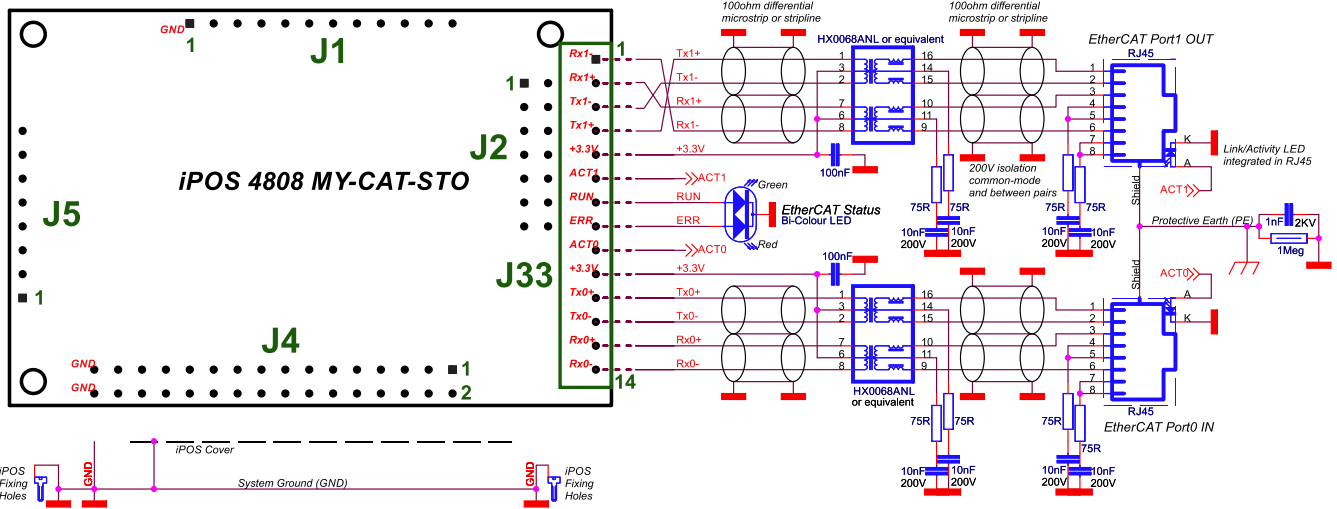 100ohm differential
microstrip or stripline
100ohm differential
microstrip or stripline
GND
1
J1
iPOS 4808 MY-CAT-STO
J5
1
1
J2
J33
J4
GND
GND
1
2
1
14
Rx1-
Rx1+
Tx1-
Tx1+
+3.3V
ACT1
RUN
ERR
ACT0
+3.3V
Tx0+
Tx0-
Rx0+
Rx0-
Tx1+
Tx1-
Rx1+
Rx1-
+3.3V
ACT1
RUN
ERR
ACT0
+3.3V
Tx0+
Tx0-
Rx0+
Rx0-
Green
EtherCAT Status
Bi-Colour LED
Red
HX0068ANL or equivalent
1
3
2
7
6
8
16
14
15
10
11
9
100nF
75R
75R
10nF
200V
10nF
200V
200V isolation
common-mode
and between pairs
75R
75R
10nF
200V
10nF
200V
EtherCAT Port1 OUT
RJ45
1
2
3
4
5
6
7
8
K
A
Link/Activity LED
integrated in RJ45
ACT1
Shield
Protective Earth (PE)
1nF
2KV
1Meg
Shield
ACT0
A
K
100nF
1
3
2
7
6
8
16
14
15
10
11
9
HX0068ANL
or equivalent
75R
75R
10nF
200V
10nF
200V
75R
75R
10nF
200V
10nF
200V
1
2
3
4
5
6
7
8
RJ45
EtherCAT Port0 IN
iPOS Cover
iPOS
Fixing
Holes
GND
System Ground (GND)
GND
iPOS
Fixing
Holes